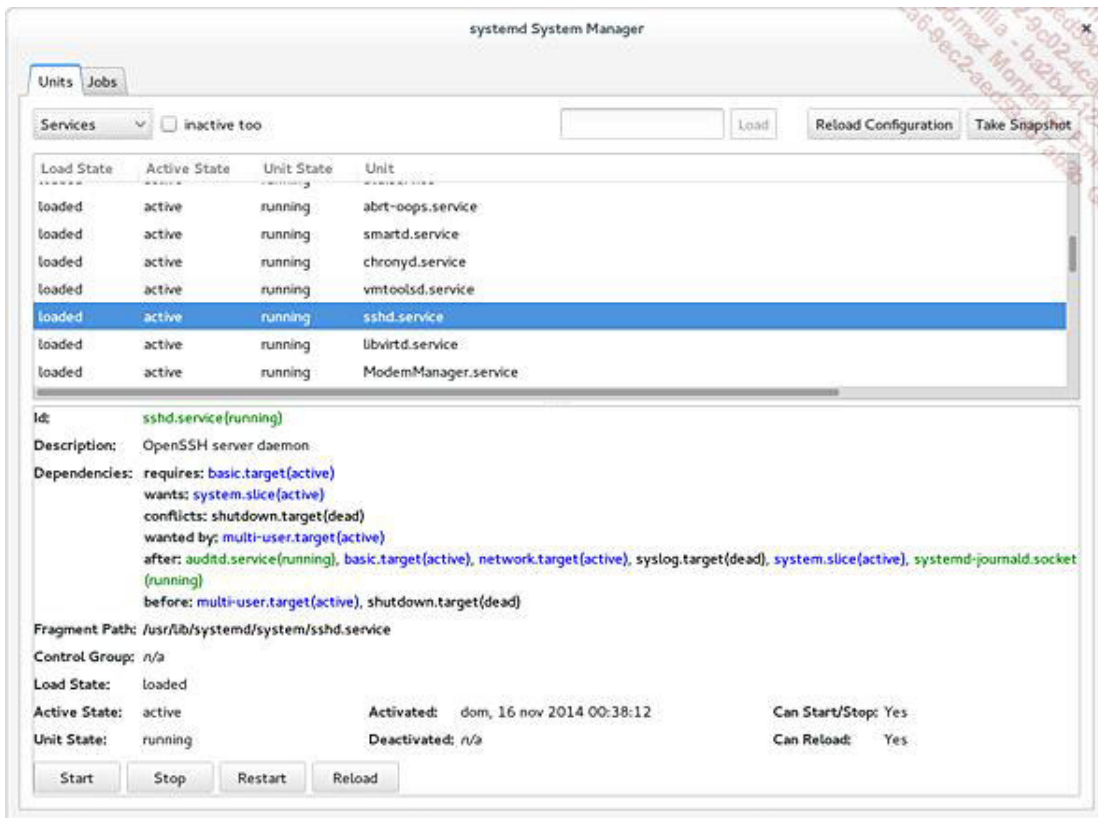 systemd System Manager
Units Jobs
Services inactive too Load Reload Configuration Take Snapshot
Load State Active State Unit State Unit
loaded active running abrt-oops.service
loaded active running smartd.service
loaded active running chronyd.service
loaded active running vmtoolsd.service
loaded active running sshd.service
loaded active running libvirtd.service
loaded active running ModemManager.service
Id: sshd.service(running)
Description: OpenSSH server daemon
Dependencies: requires: basic.target(active)
wants: system.slice(active)
conflicts: shutdown.target(dead)
wanted by: multi-user.target(active)
after: auditd.service(running), basic.target(active), network.target(active), syslog.target(dead), system.slice(active), systemd-journald.socket
(running)
before: multi-user.target(active), shutdown.target(dead)
Fragment Path: /usr/lib/systemd/system/sshd.service
Control Group: n/a
Load State: loaded
Active State: active Activated: dom, 16 nov 2014 00:38:12 Can Start/Stop: Yes
Unit State: running Deactivated: n/a Can Reload: Yes
Start Stop Restart Reload